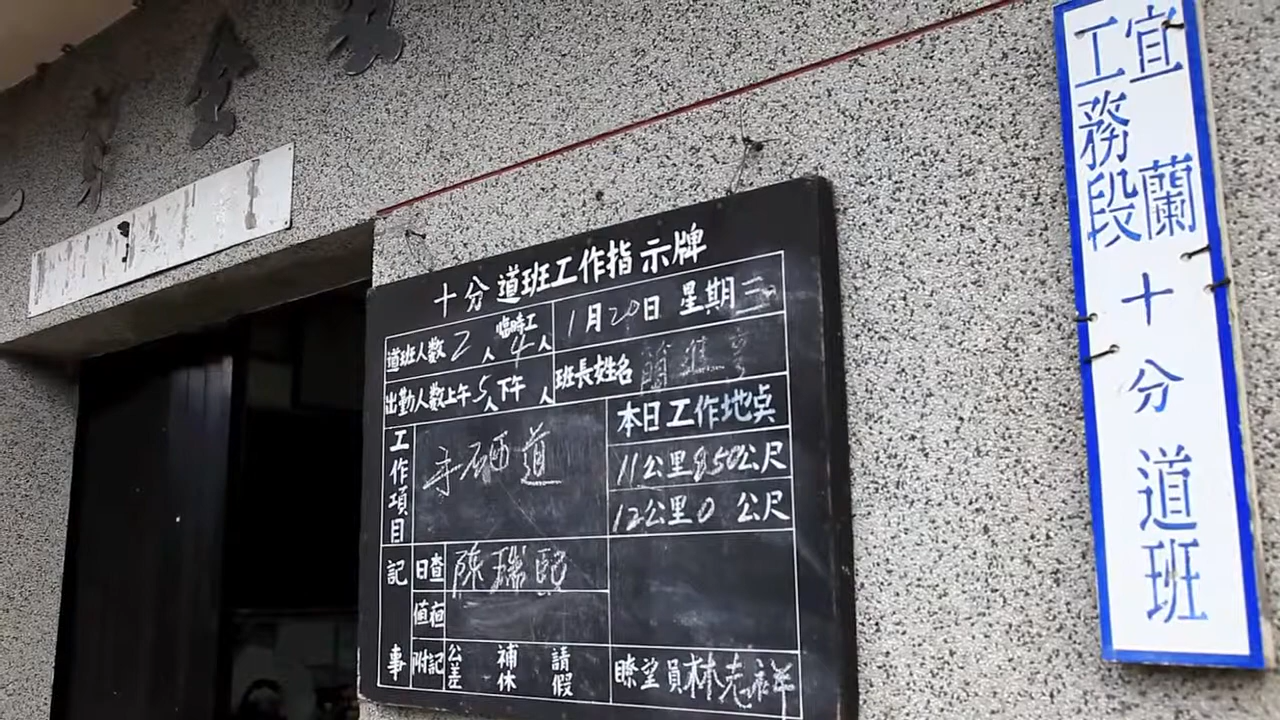 十分道班工作指示牌
道班人數 2 人 臨時工 4 人
1月20日 星期三
出勤人數上午 5 人 下午 人
班長姓名
工作項目
手砸道
本日工作地点
11公里850公尺
12公里0 公尺
記事
日查 陳瑞熙
值夜
附記 公差 補休 請假
瞭望員 林志祥
宜蘭
工務段
十分道班